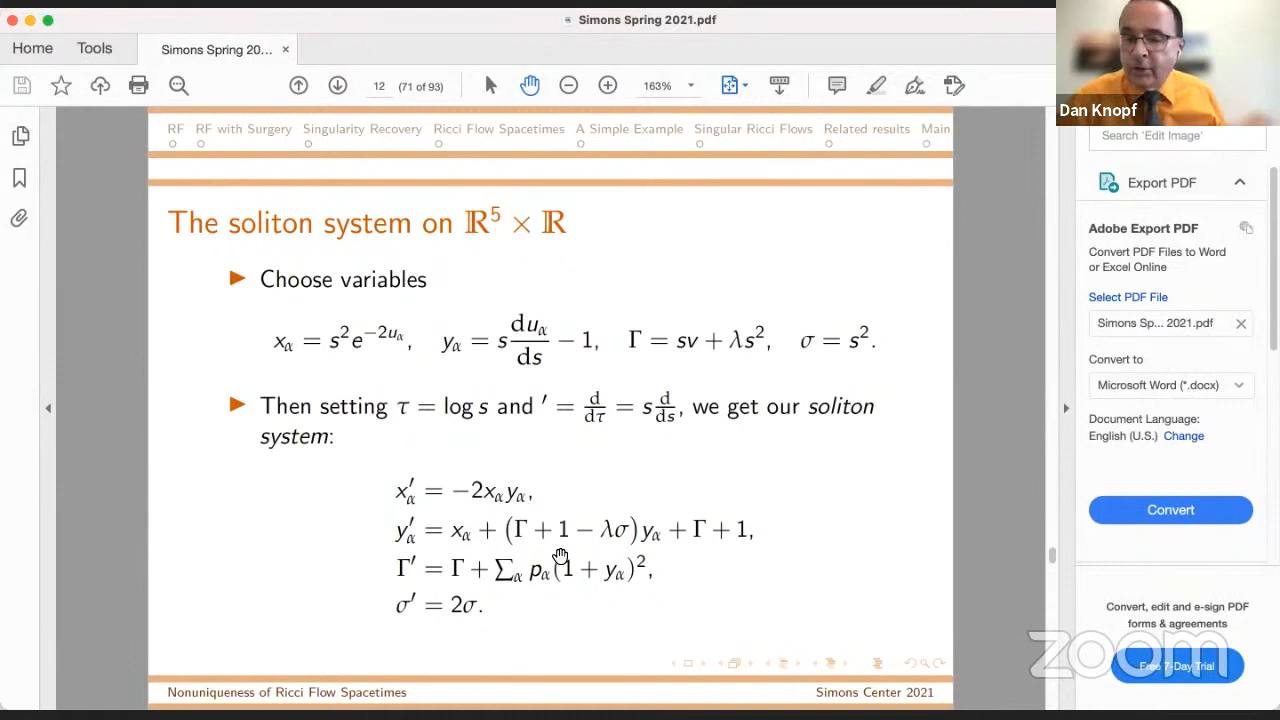 Simons Spring 2021.pdf
Home Tools Simons Spring 20... ×
12 (71 of 93) 163%
Dan Knopf
Search 'Edit Image'
RF RF with Surgery Singularity Recovery Ricci Flow Spacetimes A Simple Example Singular Ricci Flows Related results Main
The soliton system on ℝ⁵ × ℝ
▶ Choose variables
x_α = s²e^{−2u_α}, y_α = s du_α/ds − 1, Γ = sv + λs², σ = s².
▶ Then setting τ = log s and ′ = d/dτ = s d/ds, we get our soliton
system:
x′_α = −2x_α y_α,
y′_α = x_α + (Γ + 1 − λσ)y_α + Γ + 1,
Γ′ = Γ + ∑_α p_α(1 + y_α)²,
σ′ = 2σ.
Nonuniqueness of Ricci Flow Spacetimes Simons Center 2021
Export PDF
Adobe Export PDF
Convert PDF Files to Word
or Excel Online
Select PDF File
Simons Sp... 2021.pdf ×
Convert to
Microsoft Word (*.docx)
Document Language:
English (U.S.) Change
Convert
Convert, edit and e-sign PDF
forms & agreements
Free 7-Day Trial
zoom